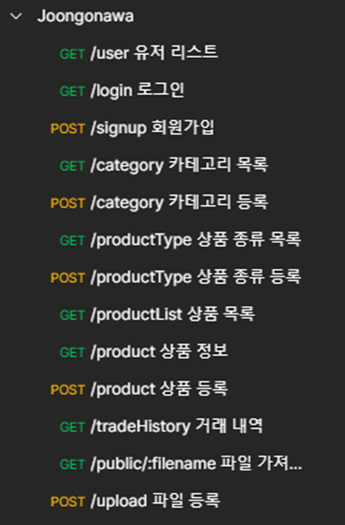 Joongonawa
GET /user 유저 리스트
GET /login 로그인
POST /signup 회원가입
GET /category 카테고리 목록
POST /category 카테고리 등록
GET /productType 상품 종류 목록
POST /productType 상품 종류 등록
GET /productList 상품 목록
GET /product 상품 정보
POST /product 상품 등록
GET /tradeHistory 거래 내역
GET /public/:filename 파일 가져...
POST /upload 파일 등록